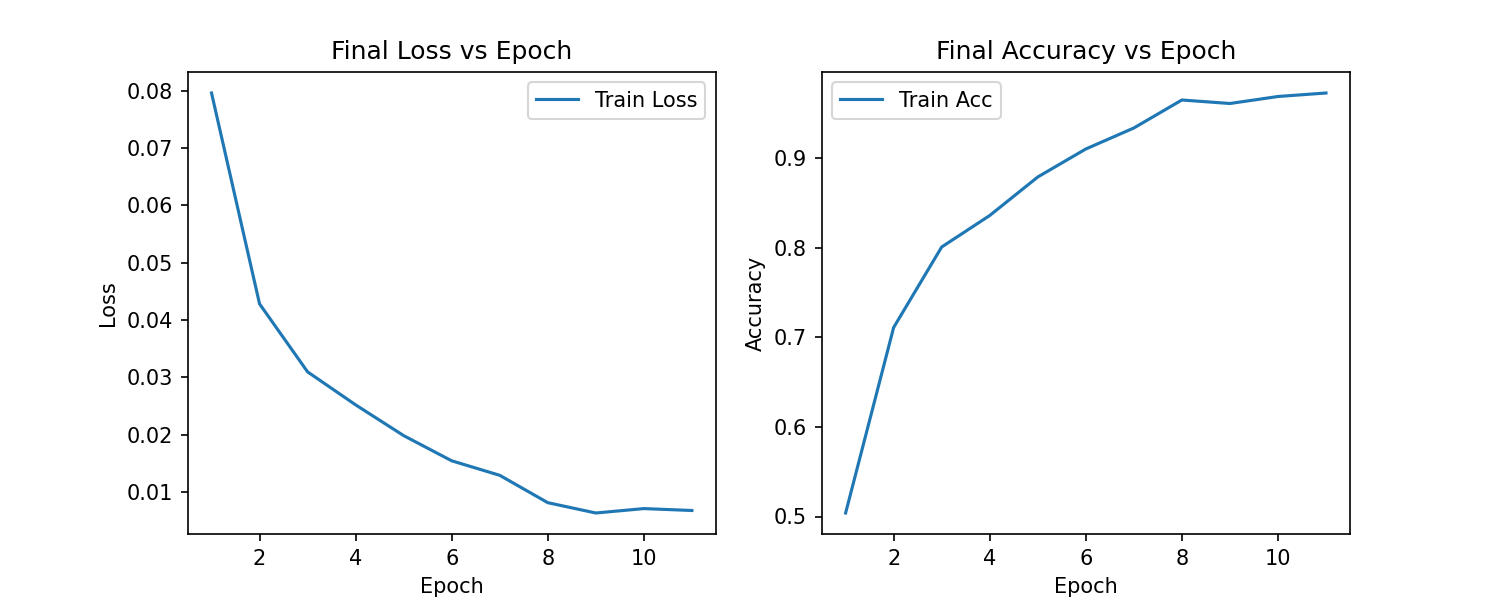 Final Loss vs Epoch
Train Loss
0.08
0.07
0.06
0.05
0.04
0.03
0.02
0.01
Loss
2 4 6 8 10
Epoch
Final Accuracy vs Epoch
Train Acc
0.9
0.8
0.7
0.6
0.5
Accuracy
2 4 6 8 10
Epoch